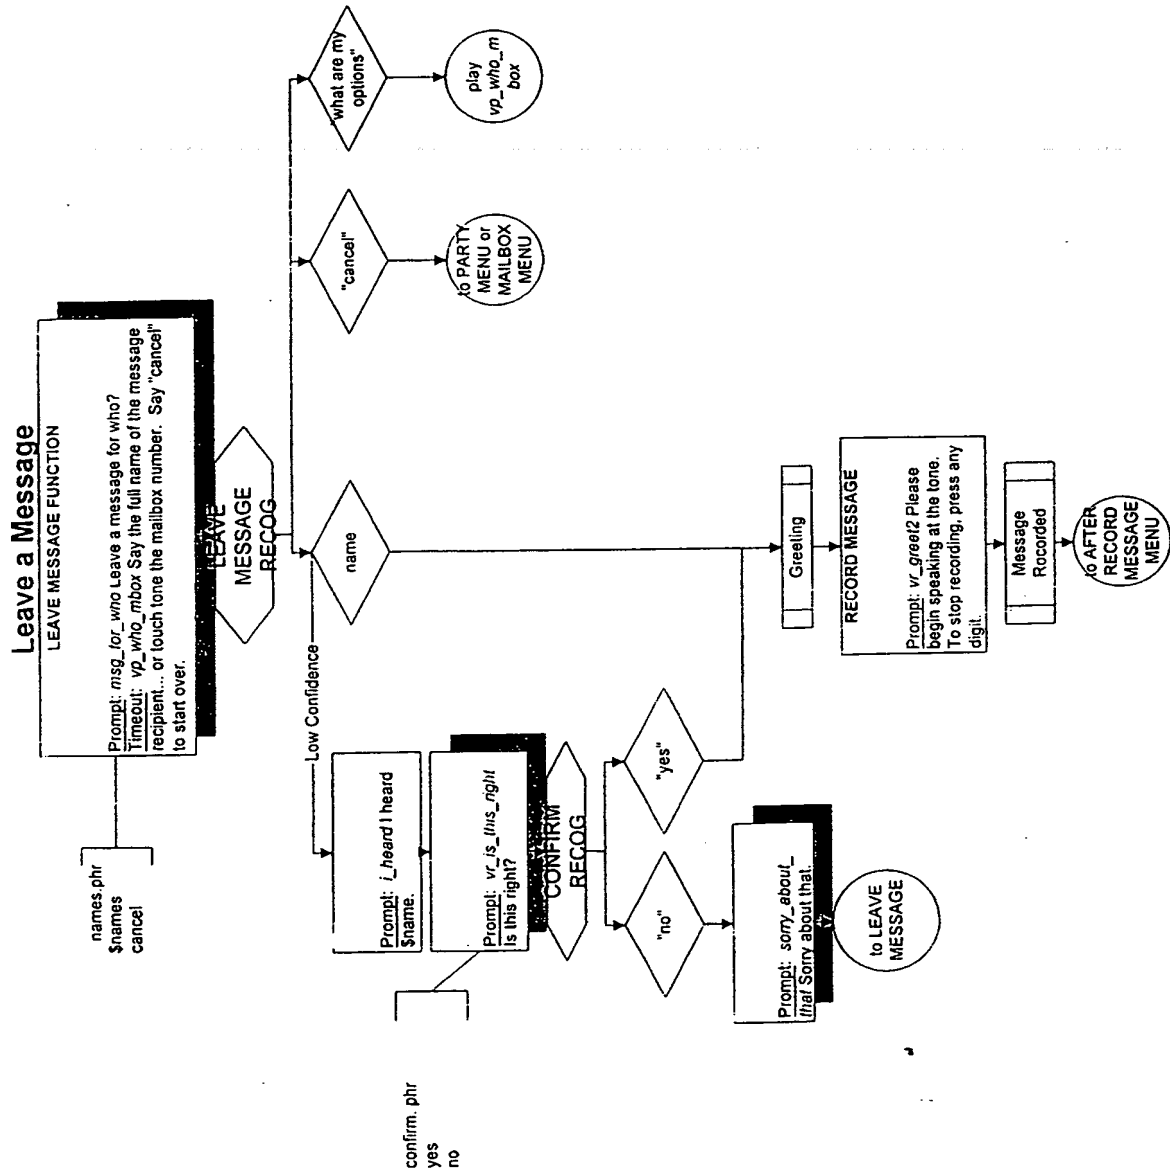 Leave a Message
LEAVE MESSAGE FUNCTION
Prompt: msg_for_who Leave a message for who?
Timeout: vp_who_mbox Say the full name of the message
recipient... or touch tone the mailbox number. Say "cancel"
to start over.
names.phr
$names
cancel
LEAVE
MESSAGE
RECOG
Low Confidence
name
"cancel"
"what are my
options"
to PARTY
MENU or
MAILBOX
MENU
play
vp_who_m
box
Prompt: i_heard I heard
$name.
Prompt: vr_is_this_right
Is this right?
confirm. phr
yes
no
CONFIRM
RECOG
"no"
"yes"
Prompt: sorry_about_
that Sorry about that.
to LEAVE
MESSAGE
Greeting
RECORD MESSAGE
Prompt: vr_greet2 Please
begin speaking at the tone.
To stop recording, press any
digit.
Message
Rocorded
to AFTER
RECORD
MESSAGE
MENU